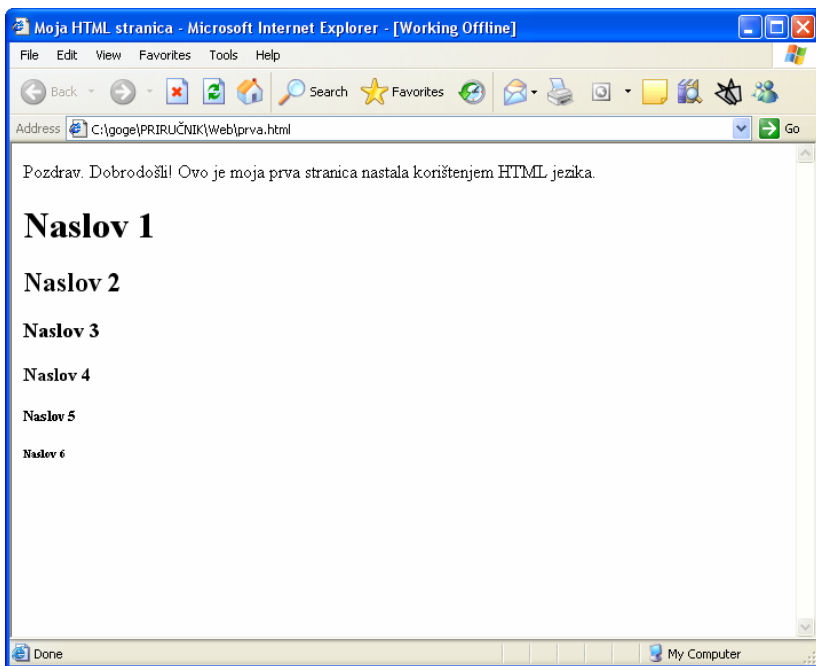 Moja HTML stranica - Microsoft Internet Explorer - [Working Offline]
File Edit View Favorites Tools Help
Back Search Favorites
Address C:\goge\PRIRUČNIK\Web\prva.html Go
Pozdrav. Dobrodošli! Ovo je moja prva stranica nastala korištenjem HTML jezika.
Naslov 1
Naslov 2
Naslov 3
Naslov 4
Naslov 5
Naslov 6
Done My Computer